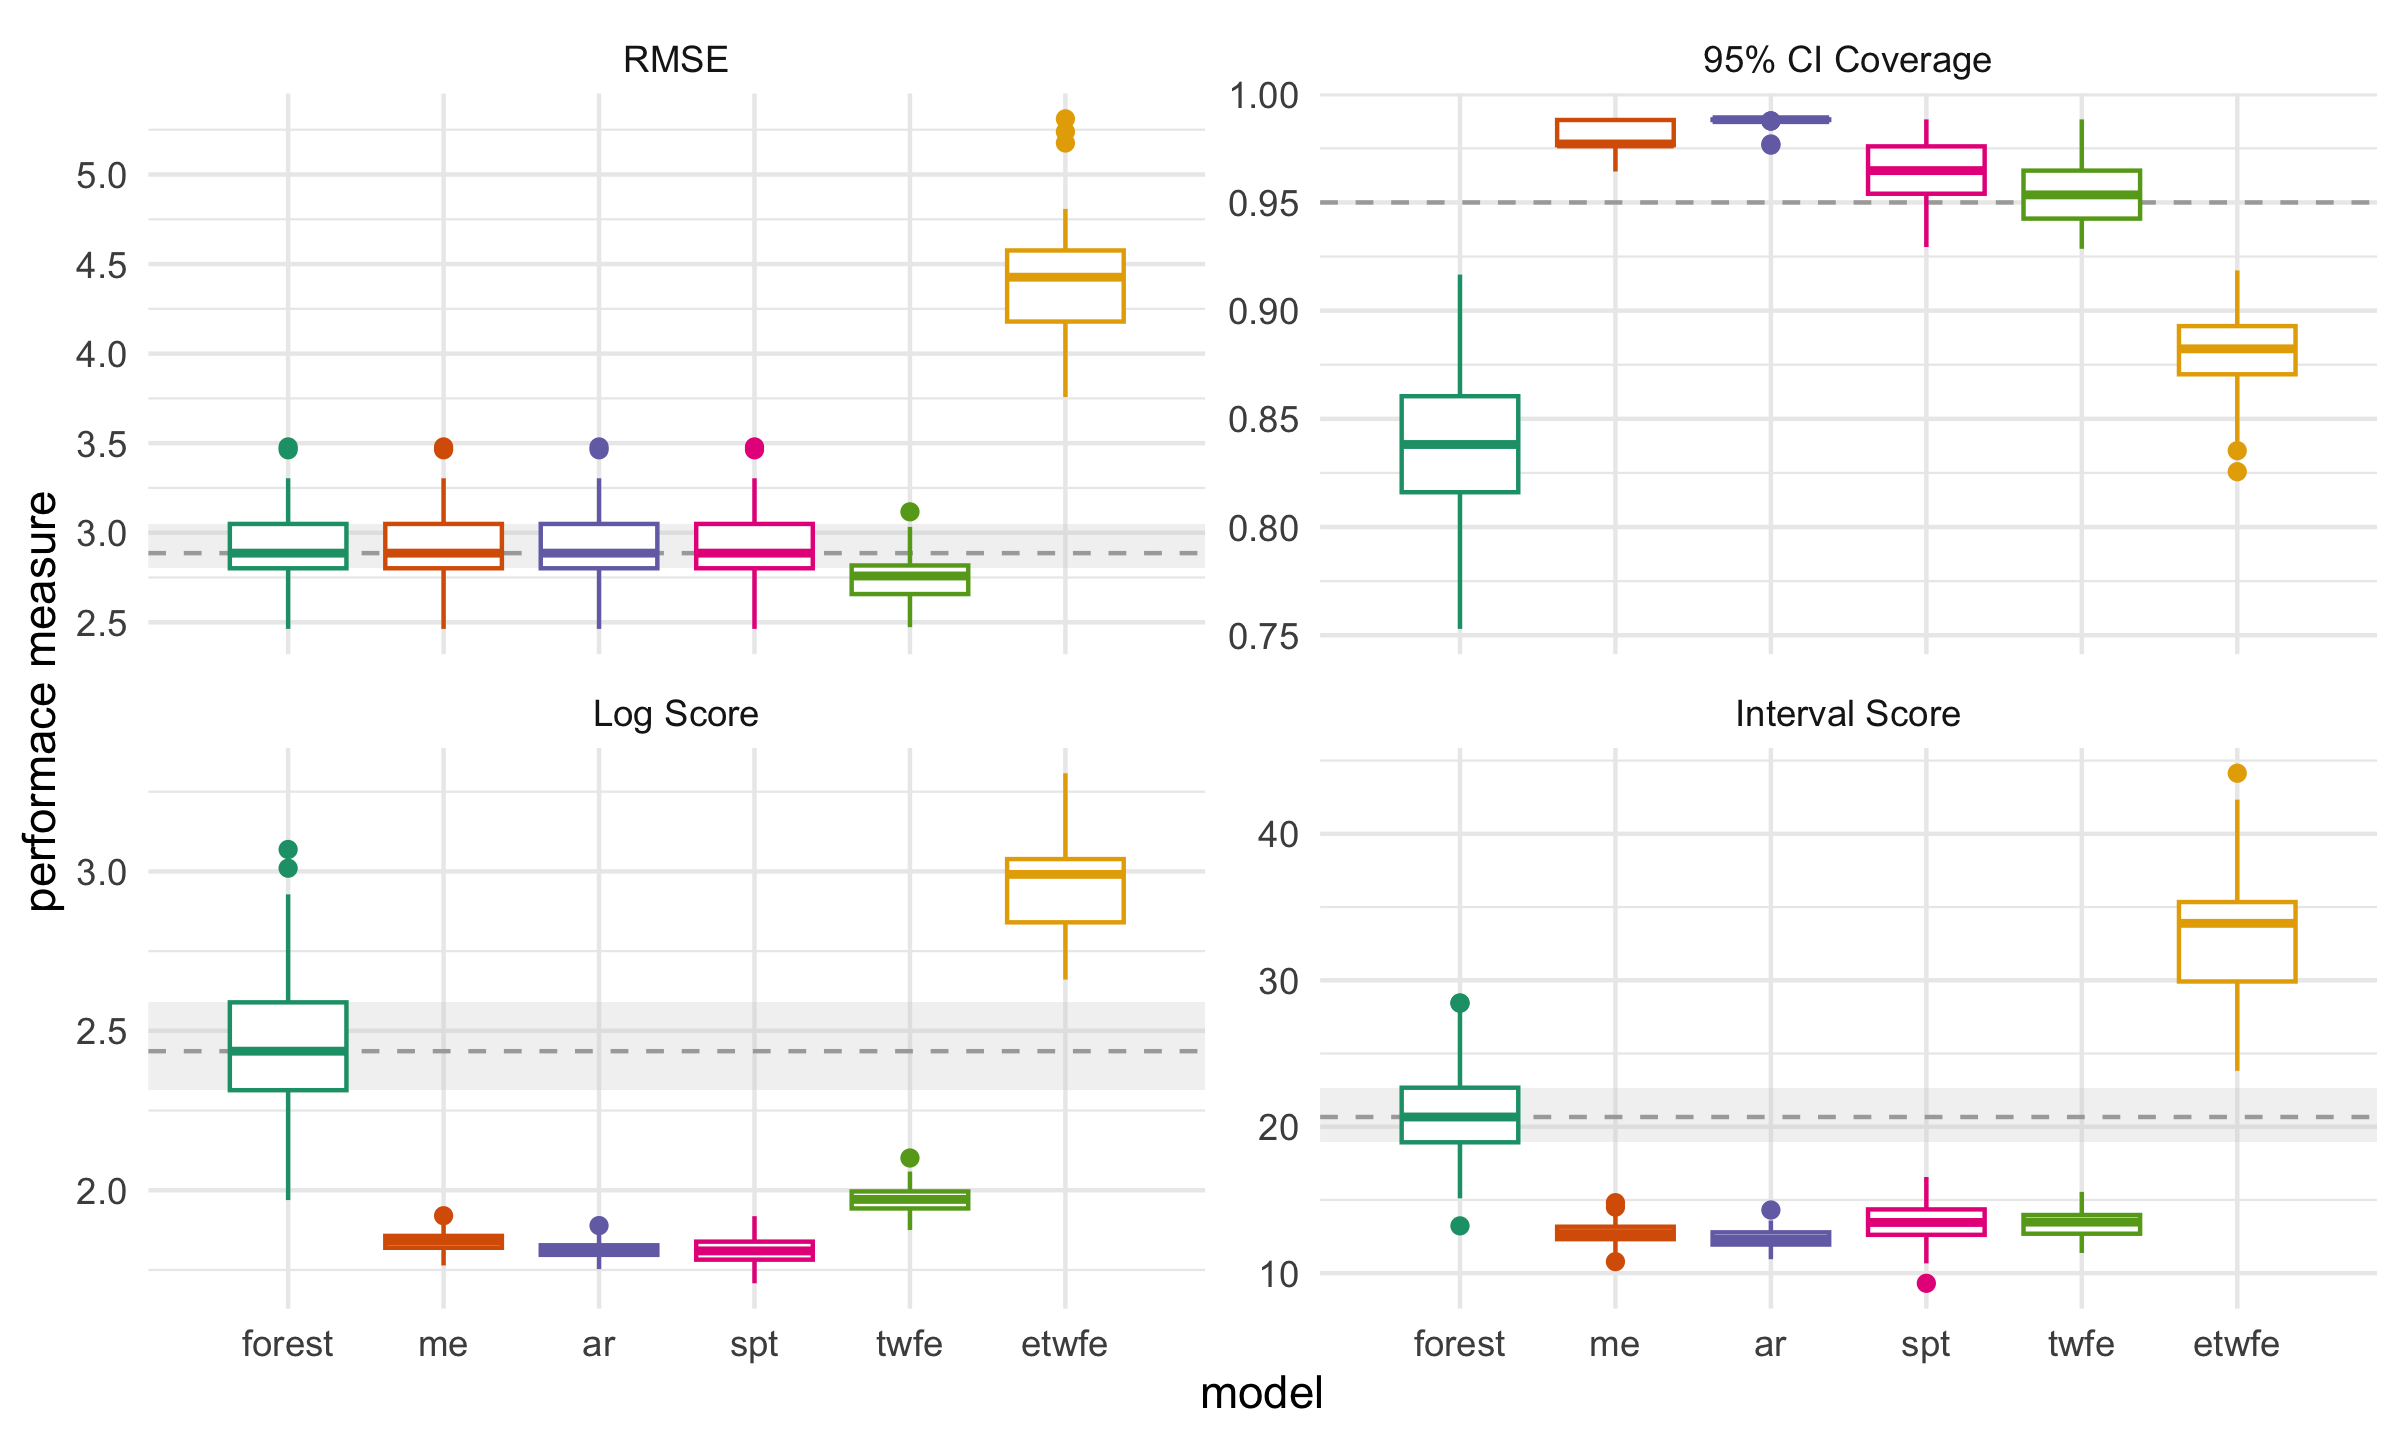 RMSE
95% CI Coverage
5.0
4.5
4.0
3.5
3.0
2.5
1.00
0.95
0.90
0.85
0.80
0.75
performace measure
Log Score
Interval Score
3.0
2.5
2.0
40
30
20
10
forest me ar spt twfe etwfe
forest me ar spt twfe etwfe
model